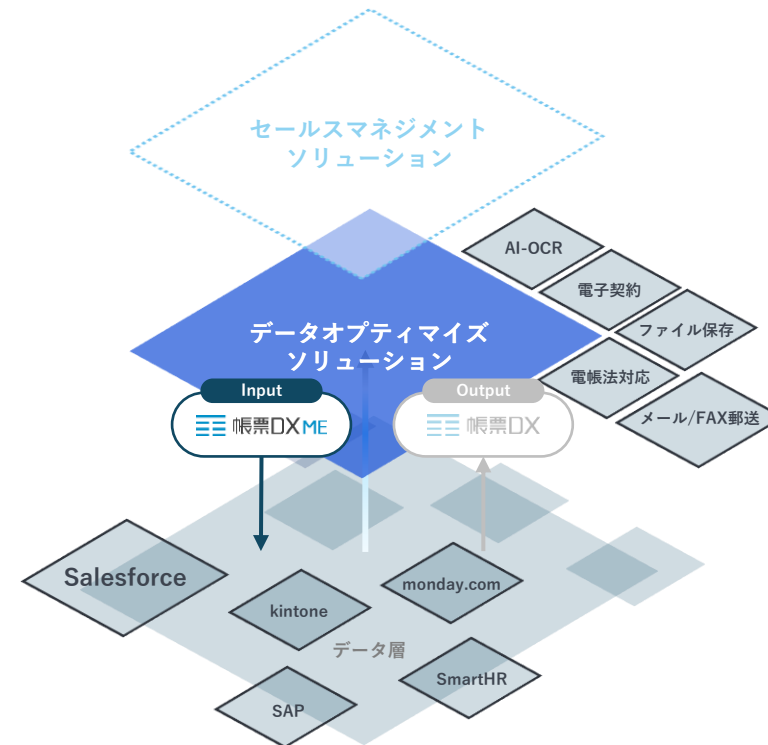 セールスマネジメント
ソリューション
AI-OCR
電子契約
ファイル保存
データオプティマイズ
ソリューション
電帳法対応
メール/FAX郵送
Input
帳票DX ME
Output
帳票DX
Salesforce
kintone
monday.com
データ層
SmartHR
SAP